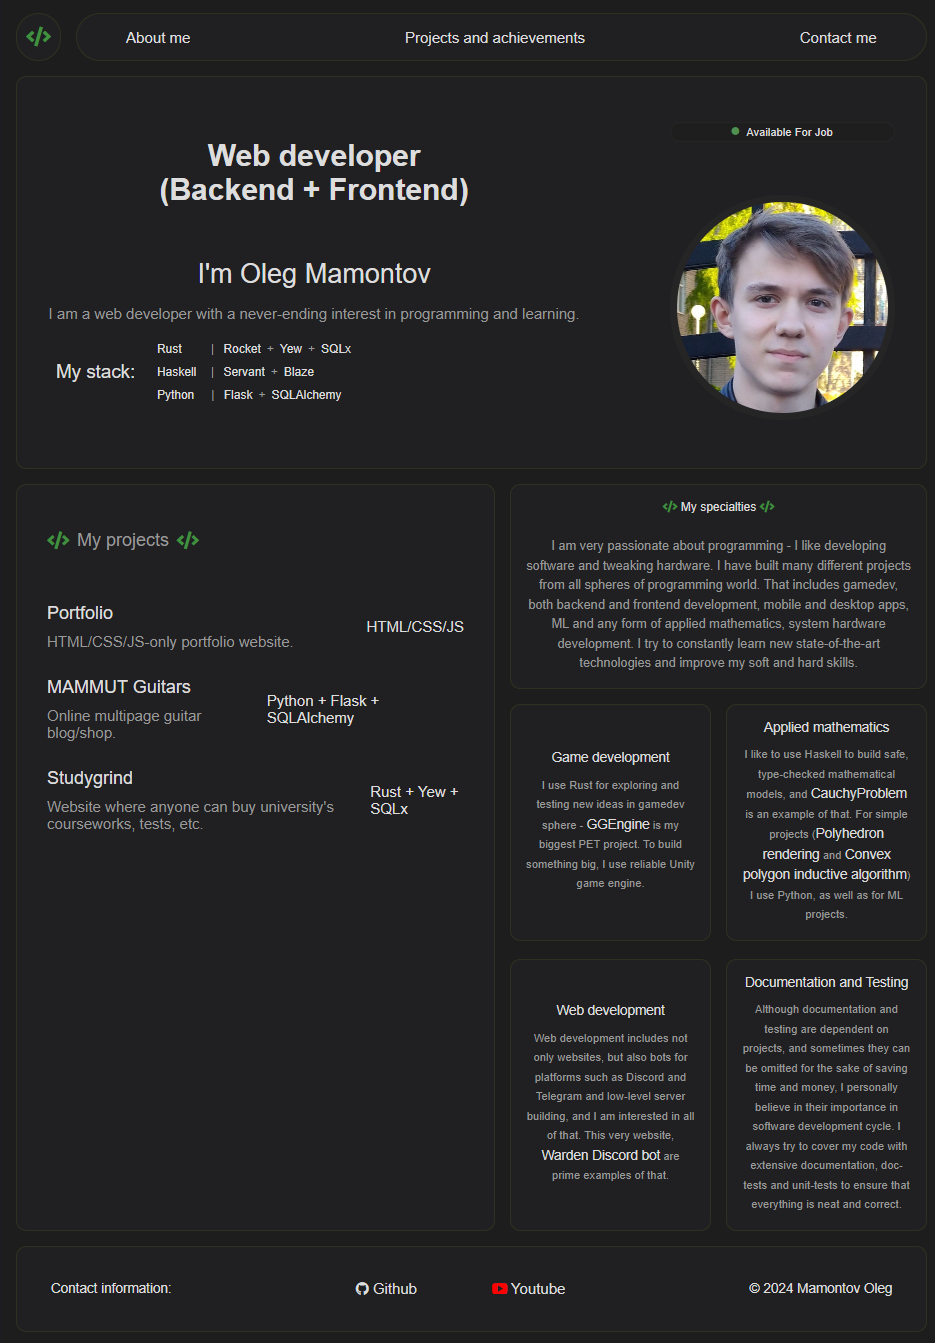 </> About me Projects and achievements Contact me
Available For Job
Web developer
(Backend + Frontend)
I'm Oleg Mamontov
I am a web developer with a never-ending interest in programming and learning.
My stack:
Rust | Rocket + Yew + SQLx
Haskell | Servant + Blaze
Python | Flask + SQLAlchemy
</> My projects </>
Portfolio
HTML/CSS/JS-only portfolio website.
HTML/CSS/JS
MAMMUT Guitars
Online multipage guitar
blog/shop.
Python + Flask +
SQLAlchemy
Studygrind
Website where anyone can buy university's
courseworks, tests, etc.
Rust + Yew +
SQLx
</> My specialties </>
I am very passionate about programming - I like developing
software and tweaking hardware. I have built many different projects
from all spheres of programming world. That includes gamedev,
both backend and frontend development, mobile and desktop apps,
ML and any form of applied mathematics, system hardware
development. I try to constantly learn new state-of-the-art
technologies and improve my soft and hard skills.
Game development
I use Rust for exploring and
testing new ideas in gamedev
sphere - GGEngine is my
biggest PET project. To build
something big, I use reliable Unity
game engine.
Applied mathematics
I like to use Haskell to build safe,
type-checked mathematical
models, and CauchyProblem
is an example of that. For simple
projects (Polyhedron
rendering and Convex
polygon inductive algorithm)
I use Python, as well as for ML
projects.
Web development
Web development includes not
only websites, but also bots for
platforms such as Discord and
Telegram and low-level server
building, and I am interested in all
of that. This very website,
Warden Discord bot are
prime examples of that.
Documentation and Testing
Although documentation and
testing are dependent on
projects, and sometimes they can
be omitted for the sake of saving
time and money, I personally
believe in their importance in
software development cycle. I
always try to cover my code with
extensive documentation, doc-
tests and unit-tests to ensure that
everything is neat and correct.
Contact information: Github Youtube © 2024 Mamontov Oleg